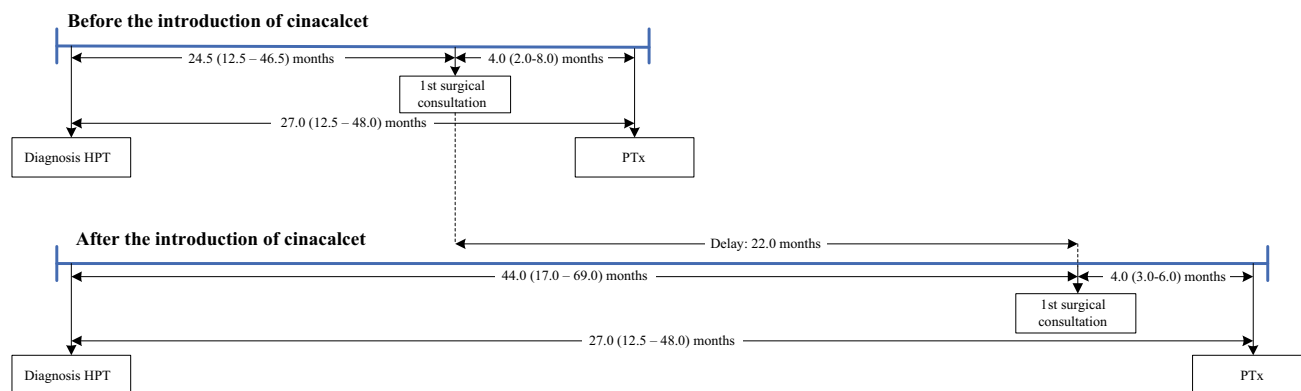 Before the introduction of cinacalcet
24.5 (12.5 – 46.5) months
4.0 (2.0-8.0) months
1st surgical
consultation
27.0 (12.5 – 48.0) months
Diagnosis HPT
PTx
After the introduction of cinacalcet
Delay: 22.0 months
44.0 (17.0 – 69.0) months
4.0 (3.0-6.0) months
1st surgical
consultation
27.0 (12.5 – 48.0) months
Diagnosis HPT
PTx